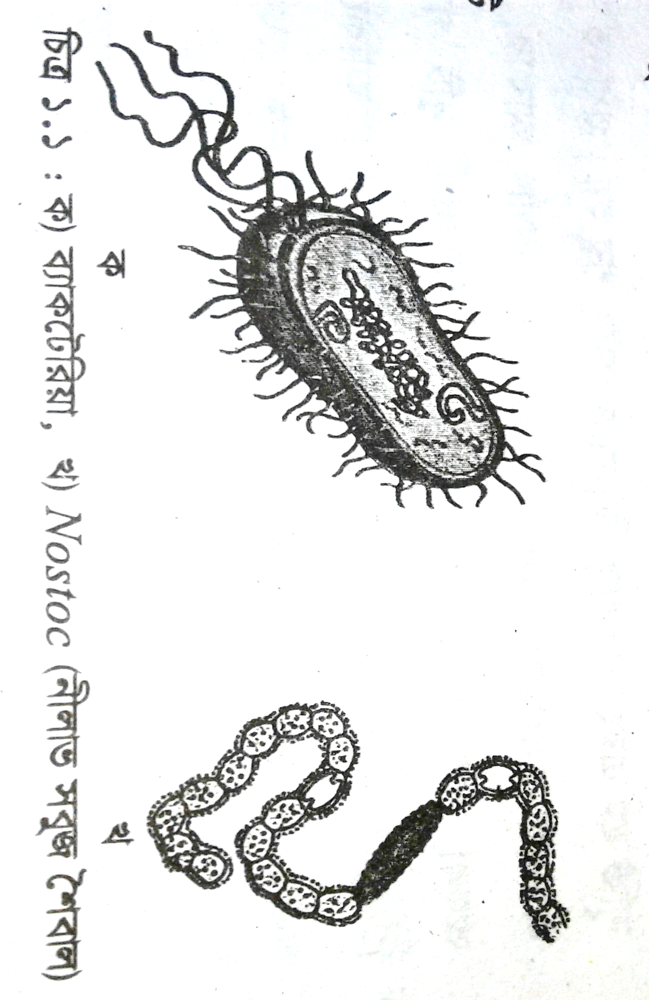 ক
খ
চিত্র ১.১ : ক) ব্যাকটেরিয়া, খ) Nostoc (নীলাভ সবুজ শৈবাল)